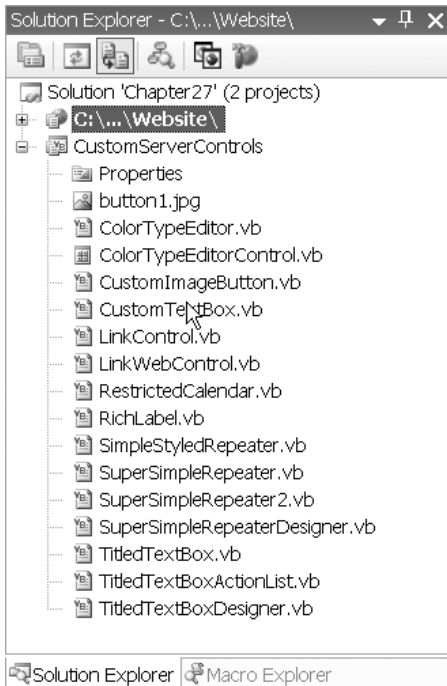 Solution Explorer - C:\...\Website\
Solution 'Chapter27' (2 projects)
C:\...\Website\
CustomServerControls
Properties
button1.jpg
ColorTypeEditor.vb
ColorTypeEditorControl.vb
CustomImageButton.vb
CustomTextBox.vb
LinkControl.vb
LinkWebControl.vb
RestrictedCalendar.vb
RichLabel.vb
SimpleStyledRepeater.vb
SuperSimpleRepeater.vb
SuperSimpleRepeater2.vb
SuperSimpleRepeaterDesigner.vb
TitledTextBox.vb
TitledTextBoxActionList.vb
TitledTextBoxDesigner.vb
Solution Explorer Macro Explorer